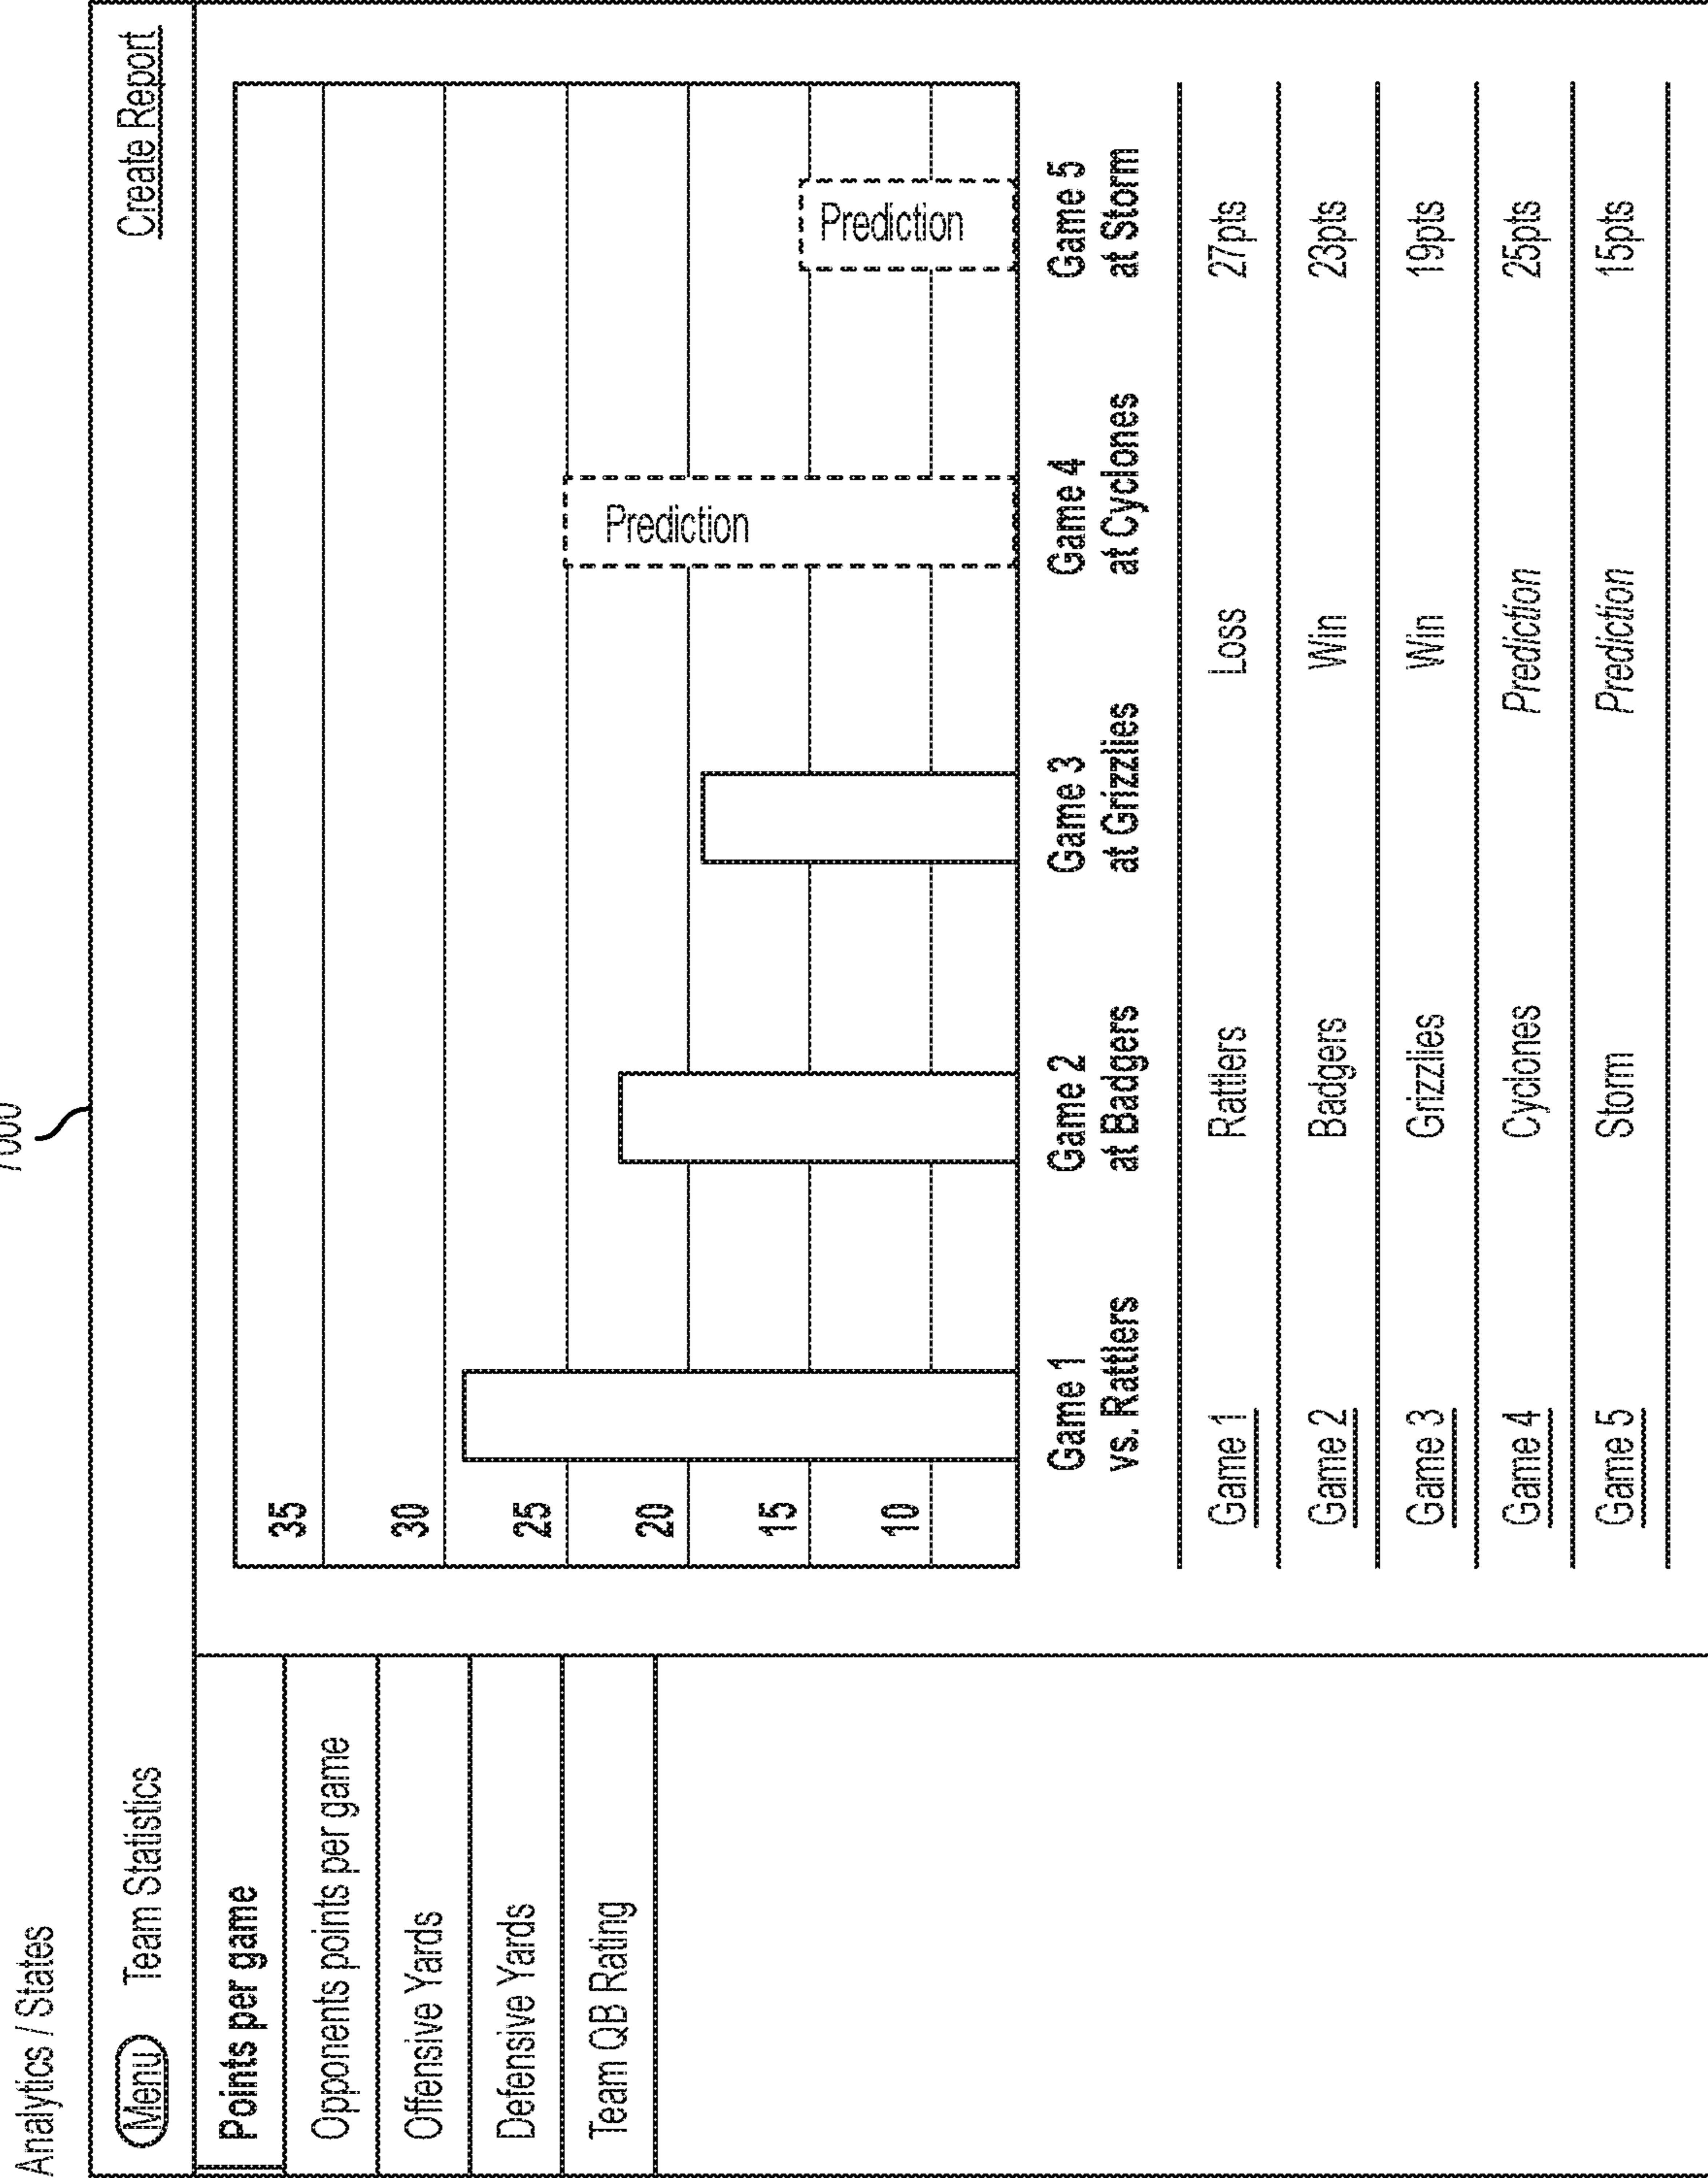 Analytics / States
Menu Team Statistics Create Report
Points per game
Opponents points per game
Offensive Yards
Defensive Yards
Team QB Rating
35
30
25
20
15
10
Prediction
Prediction
Game 1 Game 2 Game 3 Game 4 Game 5
vs. Rattlers at Badgers at Grizzlies at Cyclones at Storm
Game 1 Rattlers Loss 27pts
Game 2 Badgers Win 23pts
Game 3 Grizzlies Win 19pts
Game 4 Cyclones Prediction 25pts
Game 5 Storm Prediction 15pts